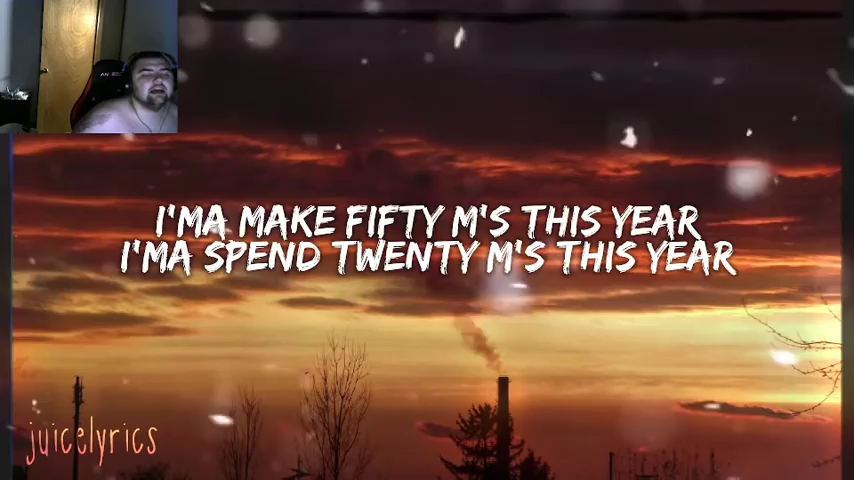 I'MA MAKE FIFTY M'S THIS YEAR
I'MA SPEND TWENTY M'S THIS YEAR
juicelyrics